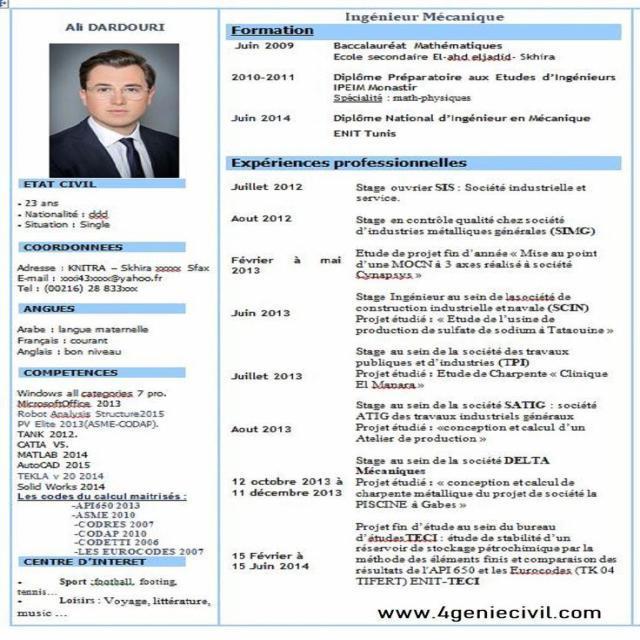 Ali DARDOURI
ETAT CIVIL
- 23 ans
- Nationalité : ddd
- Situation : Single
COORDONNEES
Adresse : KNITRA – Skhira xxxxx Sfax
E-mail : xxxi43xxxx@yahoo.fr
Tel : (00216) 28 833xxx
ANGUES
Arabe : langue maternelle
Français : courant
Anglais : bon niveau
COMPETENCES
Windows all categories 7 pro.
MicrosoftOffice 2013
Robot Analysis Structure2015
PV Elite 2013(ASME-CODAP).
TANK 2012.
CATIA V5.
MATLAB 2014
AutoCAD 2015
TEKLA v 20 2014
Solid Works 2014
Les codes du calcul maitrisés :
-API650 2013
-ASME 2010
-CODRES 2007
-CODAP 2010
-CODETTI 2006
-LES EUROCODES 2007
CENTRE D'INTERET
- Sport :football, footing,
tennis...
- Loisirs : Voyage, littérature,
music ...
Ingénieur Mécanique
Formation
Juin 2009 Baccalauréat Mathématiques
Ecole secondaire El-ahd eljadid- Skhira
2010-2011 Diplôme Préparatoire aux Etudes d'Ingénieurs
IPEIM Monastir
Spécialité : math-physiques
Juin 2014 Diplôme National d'Ingénieur en Mécanique
ENIT Tunis
Expériences professionnelles
Juillet 2012 Stage ouvrier SIS : Société industrielle et
service.
Aout 2012 Stage en contrôle qualité chez société
d'industries métalliques générales (SIMG)
Février à mai 2013 Etude de projet fin d'année « Mise au point
d'une MOCN à 3 axes réalisé à société
Cynapsys »
Juin 2013 Stage Ingénieur au sein de lasociété de
construction industrielle et navale (SCIN)
Projet étudié : « Etude de l'usine de
production de sulfate de sodium à Tataouine »
Juillet 2013 Stage au sein de la société des travaux
publiques et d'industries (TPI)
Projet étudié : Etude de Charpente « Clinique
El Manara»
Aout 2013 Stage au sein de la société SATIG : société
ATIG des travaux industriels généraux
Projet étudié : «conception et calcul d'un
Atelier de production »
12 octobre 2013 à 11 décembre 2013 Stage au sein de la société DELTA
Mécaniques
Projet étudié : « conception et calcul de
charpente métallique du projet de société la
PISCINE à Gabes »
15 Février à 15 Juin 2014 Projet fin d'étude au sein du bureau
d'étudesTECI : étude de stabilité d'un
réservoir de stockage pétrochimique par la
méthode des éléments finis et comparaison des
résultats de l'API 650 et les Eurocodes (TK 04
TIFERT) ENIT-TECI
www.4geniecivil.com